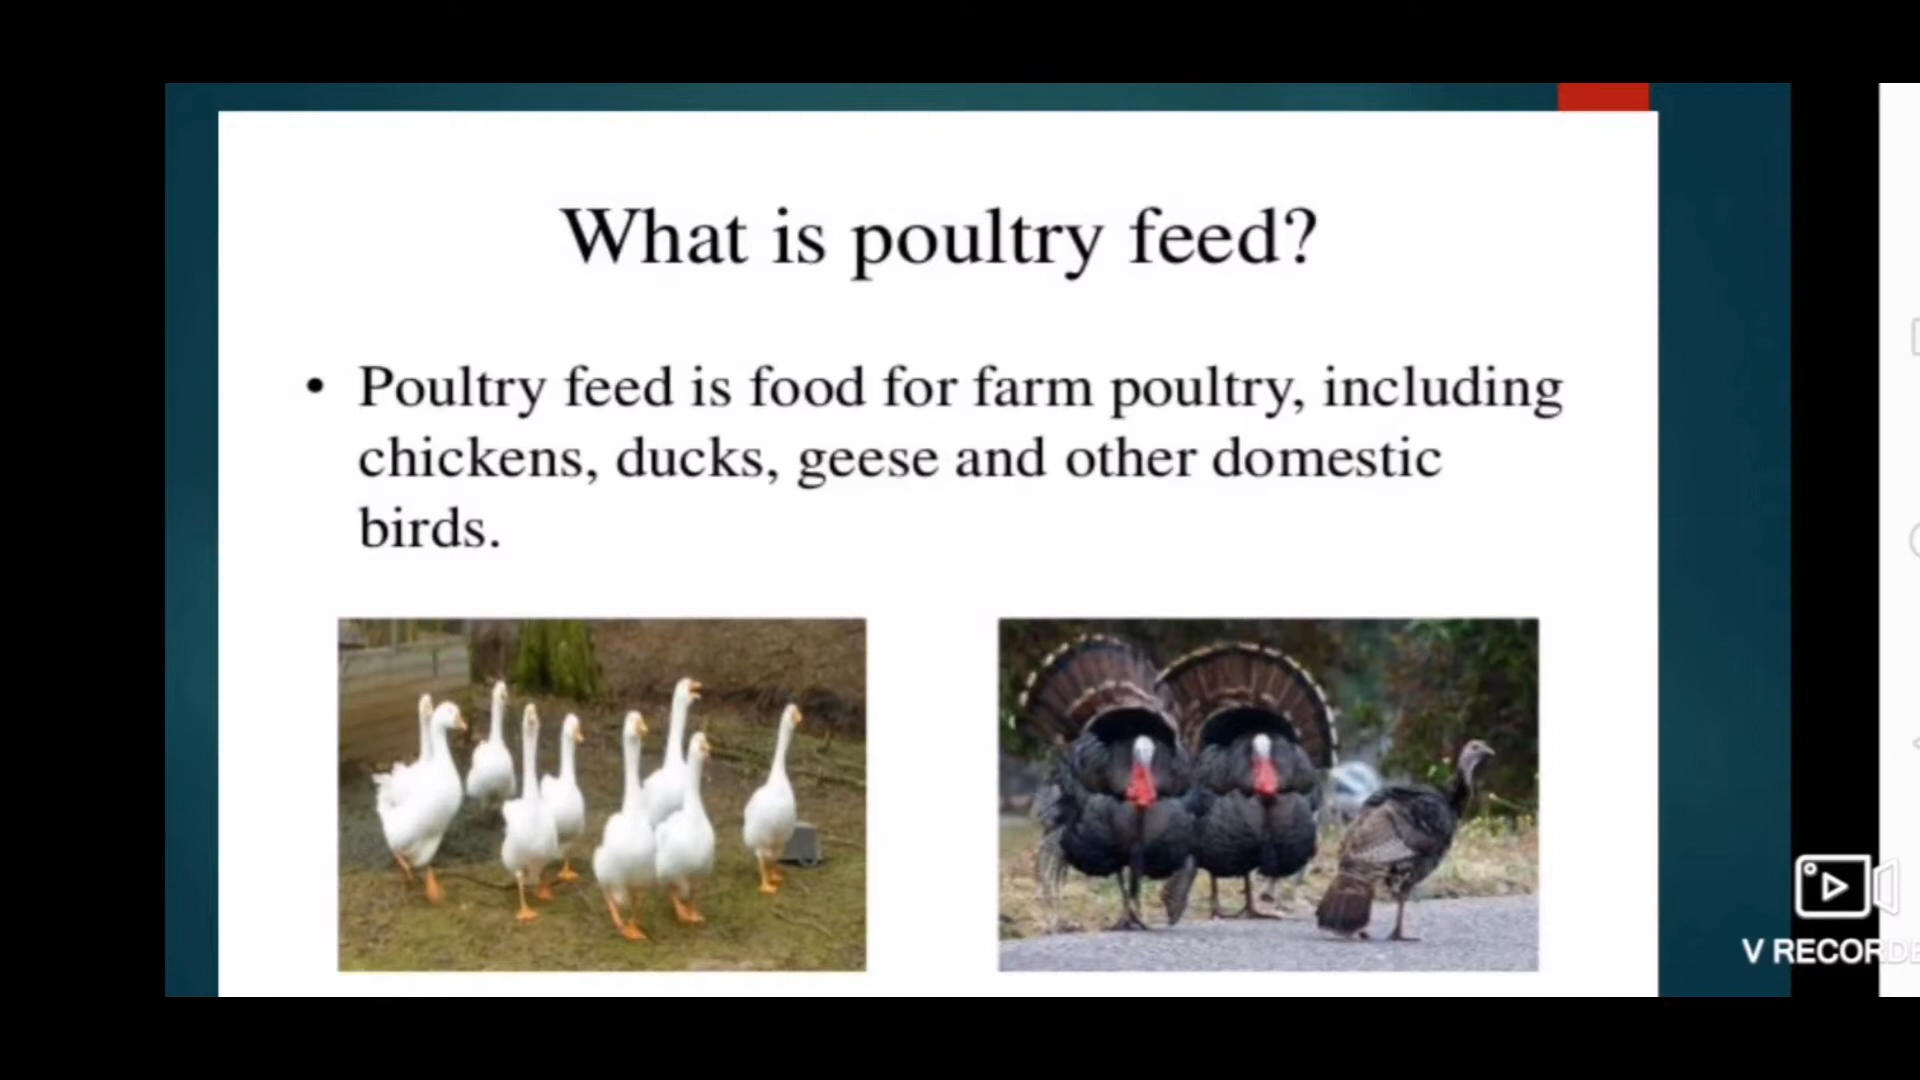 What is poultry feed?
• Poultry feed is food for farm poultry, including
chickens, ducks, geese and other domestic
birds.
V RECORDE